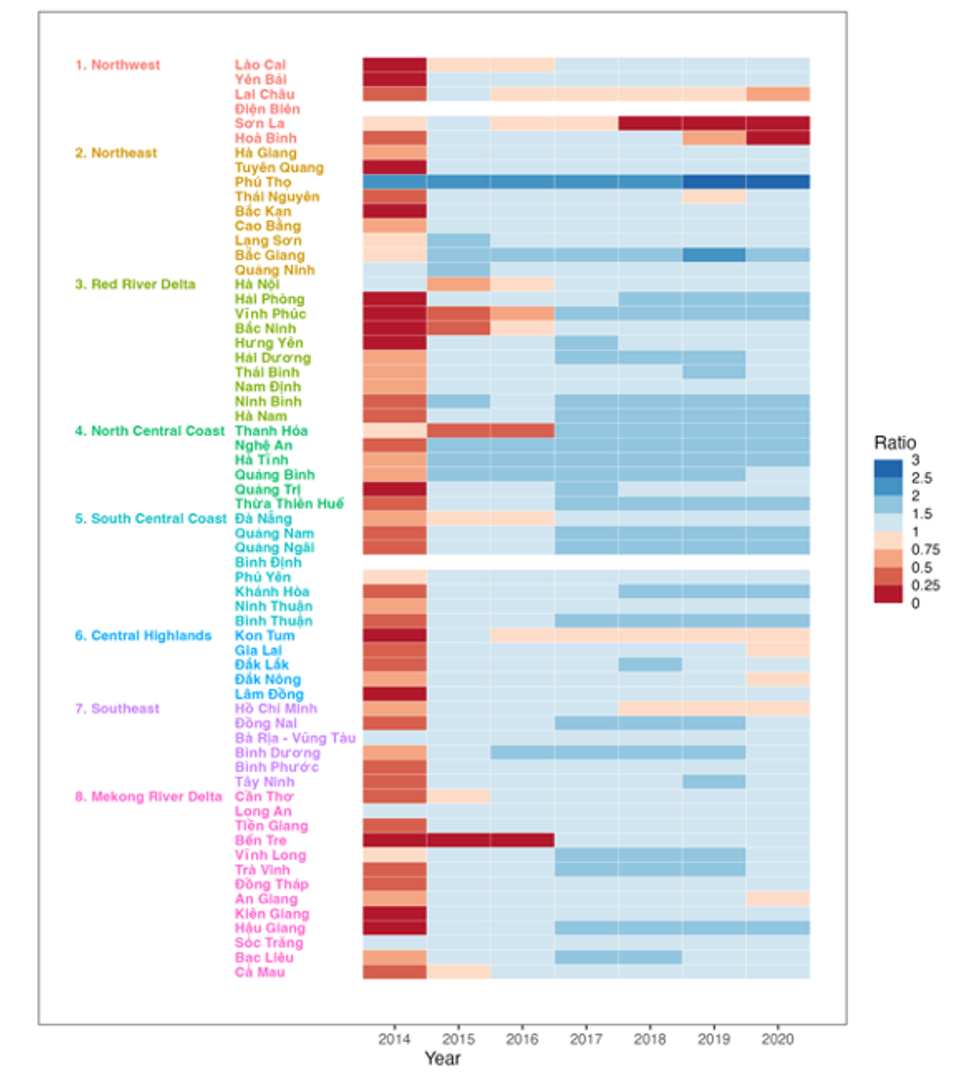 1. Northwest Lào Cai
Yên Bái
Lai Châu
Điện Biên
Sơn La
Hoà Bình
2. Northeast Hà Giang
Tuyên Quang
Phú Thọ
Thái Nguyên
Bắc Kan
Cao Bằng
Lạng Sơn
Bắc Giang
Quảng Ninh
3. Red River Delta Hà Nội
Hải Phòng
Vĩnh Phúc
Bắc Ninh
Hưng Yên
Hải Dương
Thái Bình
Nam Định
Ninh Bình
Hà Nam
4. North Central Coast Thanh Hóa
Nghệ An
Hà Tĩnh
Quảng Bình
Quảng Trị
Thừa Thiên Huế
5. South Central Coast Đà Nẵng
Quảng Nam
Quảng Ngãi
Bình Định
Phú Yên
Khánh Hòa
Ninh Thuận
Bình Thuận
6. Central Highlands Kon Tum
Gia Lai
Đắk Lắk
Đắk Nông
Lâm Đồng
7. Southeast Hồ Chí Minh
Đồng Nai
Bà Rịa - Vũng Tàu
Bình Dương
Bình Phước
Tây Ninh
8. Mekong River Delta Cần Thơ
Long An
Tiền Giang
Bến Tre
Vĩnh Long
Trà Vinh
Đồng Tháp
An Giang
Kiên Giang
Hậu Giang
Sóc Trăng
Bạc Liêu
Cà Mau
2014 2015 2016 2017 2018 2019 2020
Year
Ratio
3
2.5
2
1.5
1
0.75
0.5
0.25
0